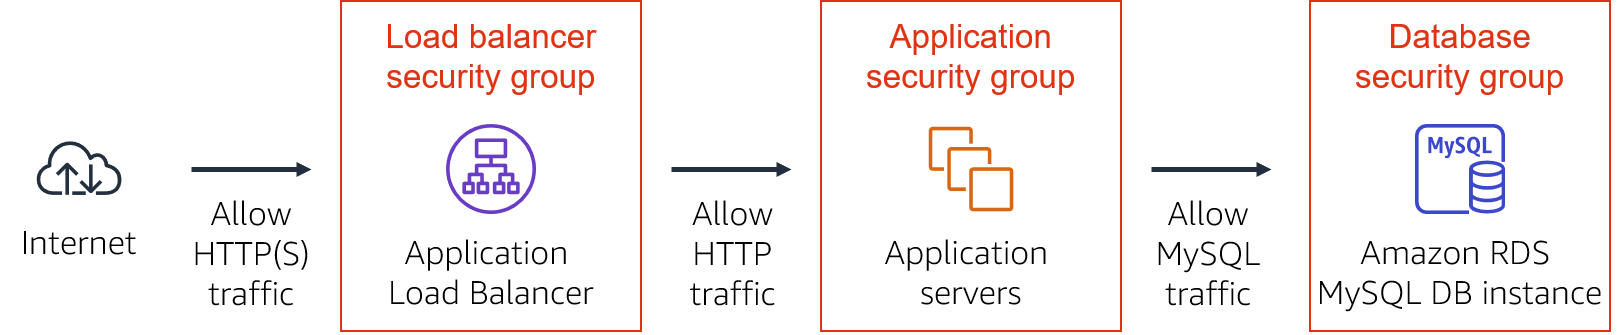 Load balancer
security group
Application
security group
Database
security group
MySQL
Internet
Allow
HTTP(S)
traffic
Application
Load Balancer
Allow
HTTP
traffic
Application
servers
Allow
MySQL
traffic
Amazon RDS
MySQL DB instance